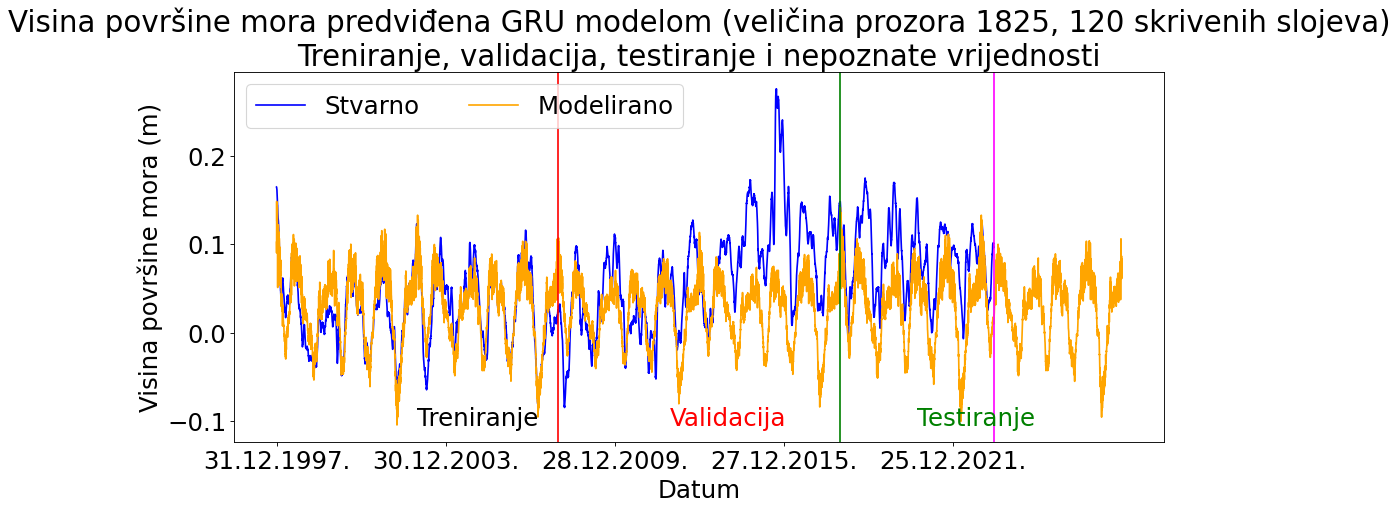 Visina površine mora predviđena GRU modelom (veličina prozora 1825, 120 skrivenih slojeva)
Treniranje, validacija, testiranje i nepoznate vrijednosti
Stvarno Modelirano
Visina površine mora (m)
0.2
0.1
0.0
−0.1
Treniranje Validacija Testiranje
31.12.1997. 30.12.2003. 28.12.2009. 27.12.2015. 25.12.2021.
Datum